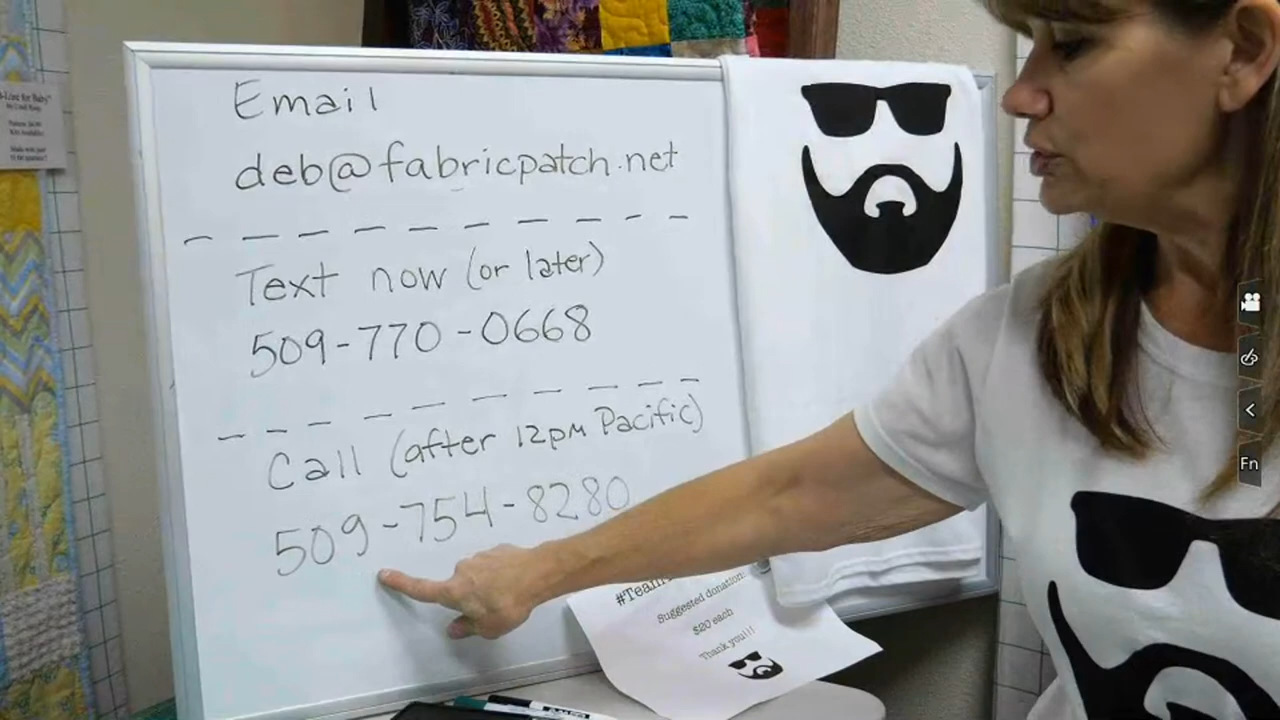 Email
deb@fabricpatch.net
Text now (or later)
509-770-0668
Call (after 12pm Pacific)
509-754-8280
Suggested donation:
$20 each
Thank you!!!
Fn